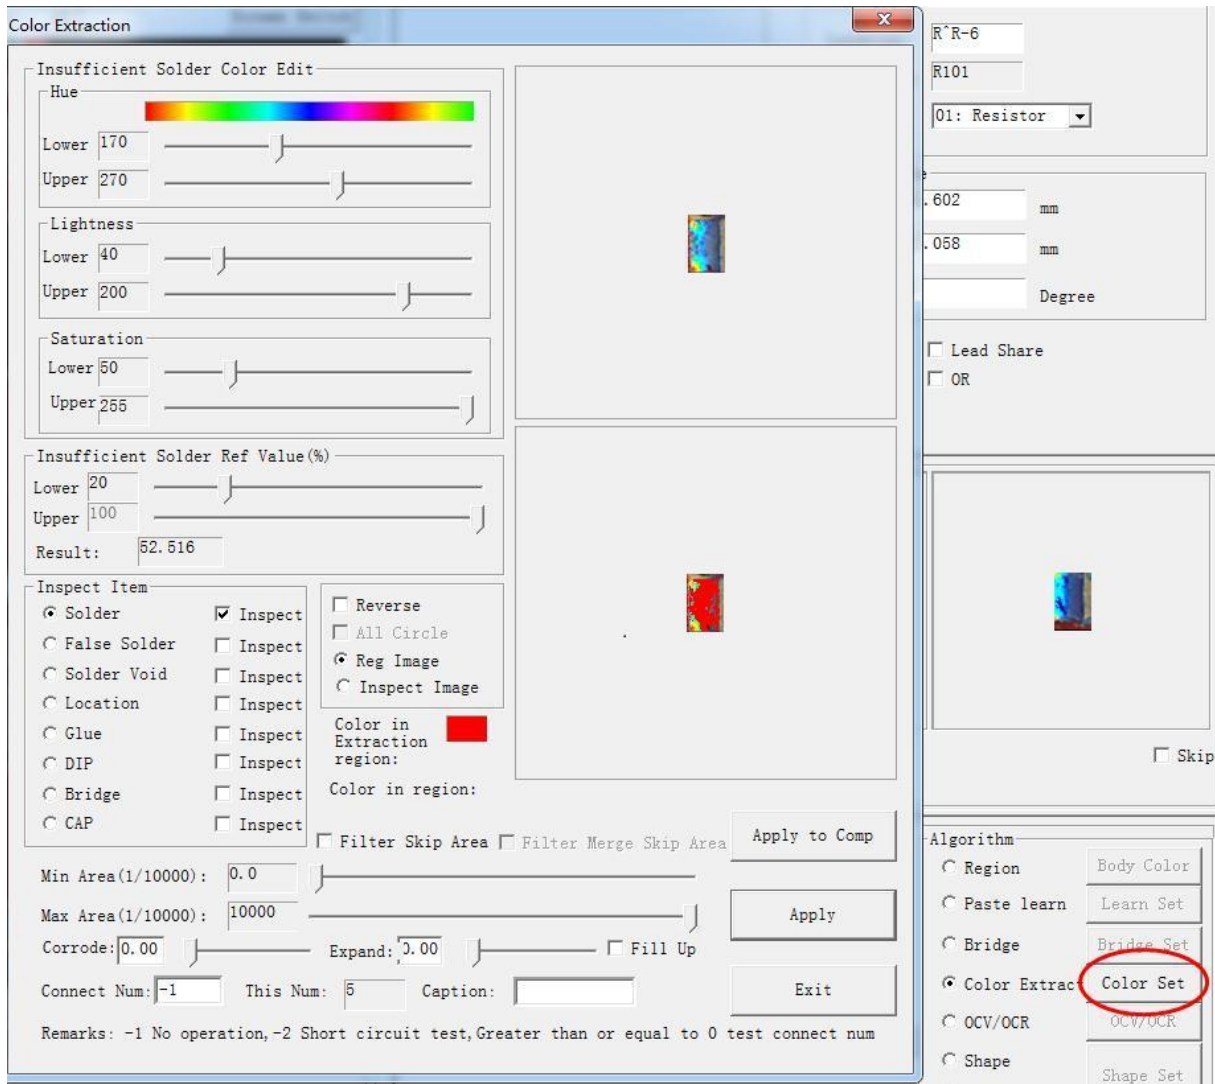 Color Extraction
Insufficient Solder Color Edit
Hue
Lower 170
Upper 270
Lightness
Lower 40
Upper 200
Saturation
Lower 50
Upper 255
Insufficient Solder Ref Value(%)
Lower 20
Upper 100
Result: 52.516
Inspect Item
Solder Inspect
False Solder Inspect
Solder Void Inspect
Location Inspect
Glue Inspect
DIP Inspect
Bridge Inspect
CAP Inspect
Reverse
All Circle
Reg Image
Inspect Image
Color in
Extraction
region:
Color in region:
Filter Skip Area Filter Merge Skip Area
Apply to Comp
Min Area(1/10000): 0.0
Max Area(1/10000): 10000
Apply
Corrode: 0.00 Expand: 0.00 Fill Up
Connect Num: -1 This Num: 5 Caption:
Exit
Remarks: -1 No operation,-2 Short circuit test,Greater than or equal to 0 test connect num
R^R-6
R101
01: Resistor
.602 mm
.058 mm
Degree
Lead Share
OR
Skip
Algorithm
Region Body Color
Paste learn Learn Set
Bridge Bridge Set
Color Extrac Color Set
OCV/OCR OCV/OCR
Shape Shape Set